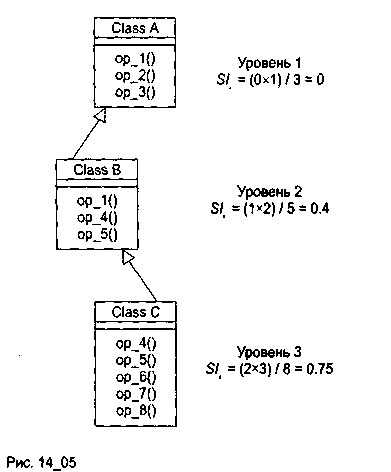 Class A
op_1()
op_2()
op_3()
Уровень 1
SI, = (0×1) / 3 = 0
Class B
op_1()
op_4()
op_5()
Уровень 2
SI, = (1×2) / 5 = 0.4
Class C
op_4()
op_5()
op_6()
op_7()
op_8()
Уровень 3
SI, = (2×3) / 8 = 0.75
Рис. 14_05